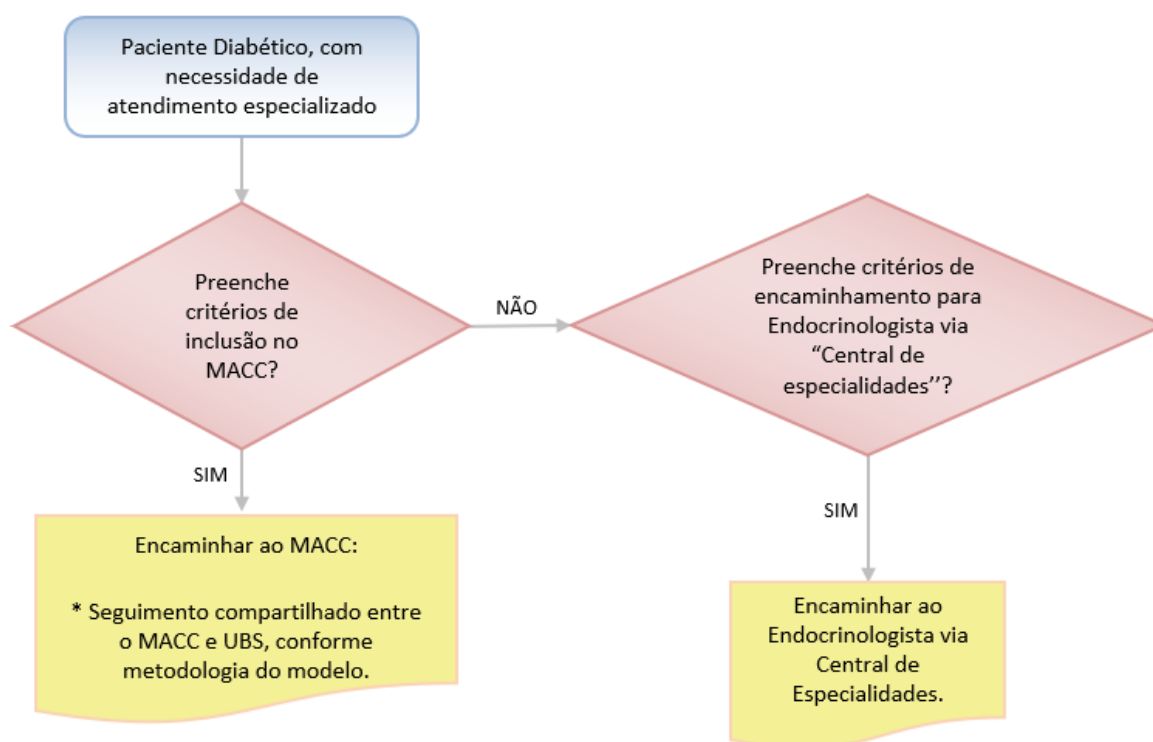 Paciente Diabético, com
necessidade de
atendimento especializado
Preenche
critérios de
inclusão no
MACC?
NÃO
Preenche critérios de
encaminhamento para
Endocrinologista via
“Central de
especialidades’’?
SIM
SIM
Encaminhar ao MACC:
* Seguimento compartilhado entre
o MACC e UBS, conforme
metodologia do modelo.
Encaminhar ao
Endocrinologista via
Central de
Especialidades.